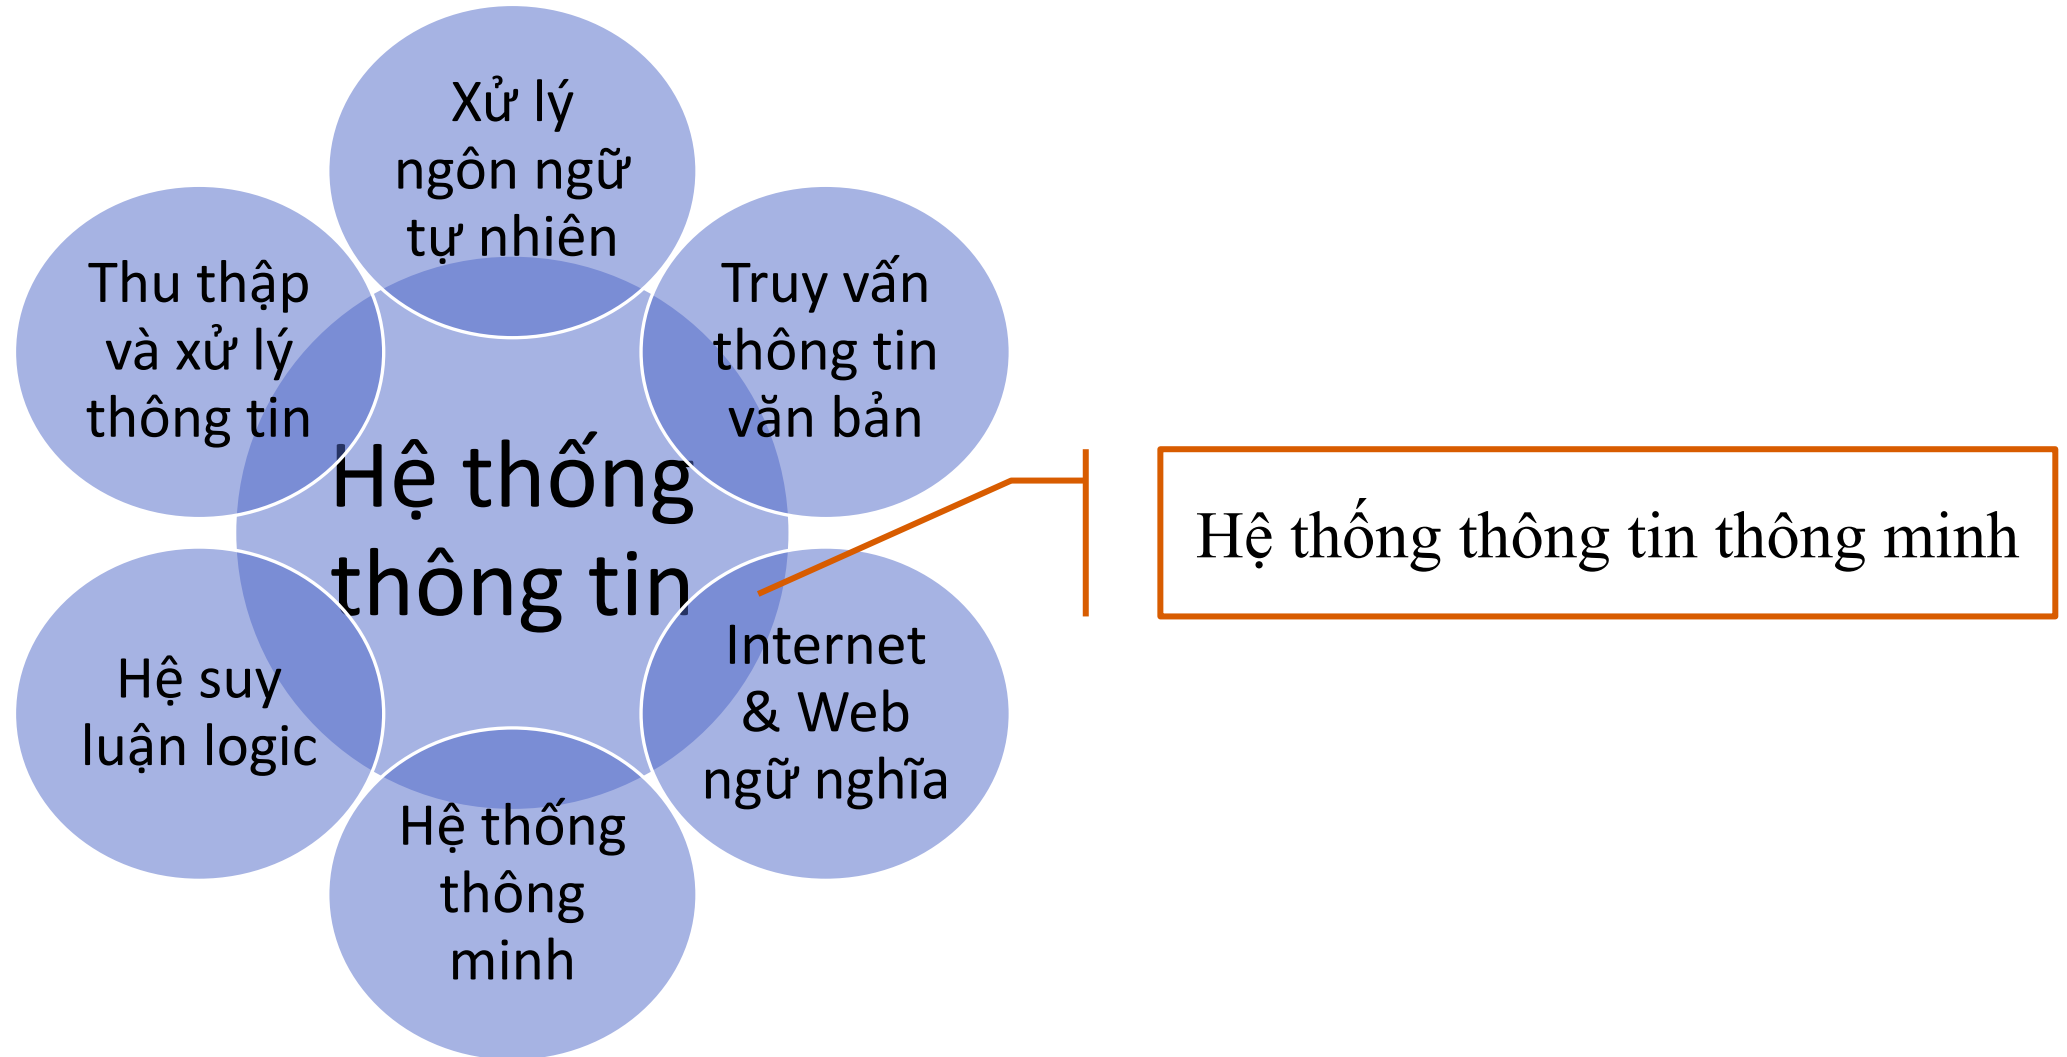 Xử lý
ngôn ngữ
tự nhiên
Thu thập
và xử lý
thông tin
Truy vấn
thông tin
văn bản
Hệ thống
thông tin
Hệ thống thông tin thông minh
Hệ suy
luận logic
Internet
& Web
ngữ nghĩa
Hệ thống
thông
minh